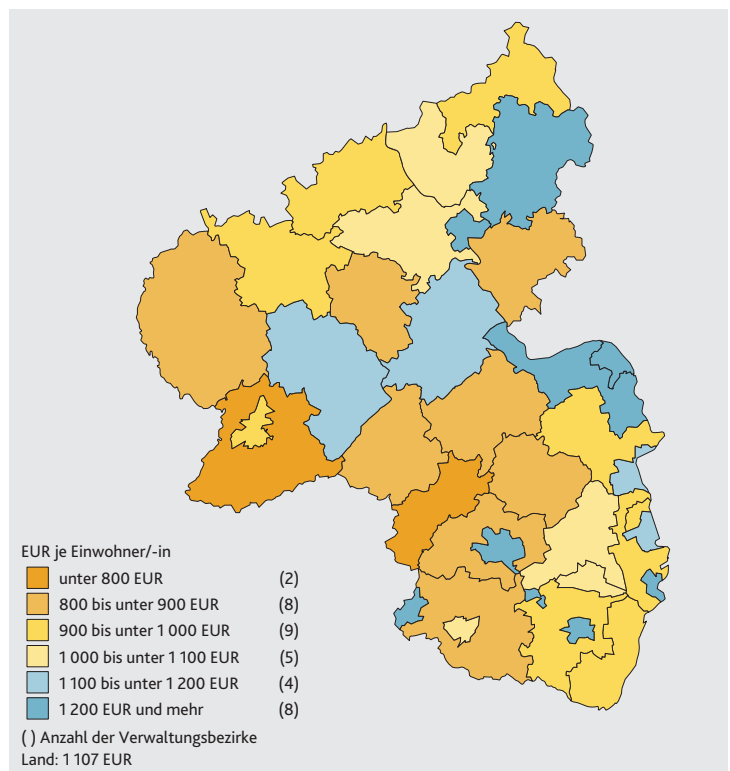 EUR je Einwohner/-in
unter 800 EUR (2)
800 bis unter 900 EUR (8)
900 bis unter 1 000 EUR (9)
1 000 bis unter 1 100 EUR (5)
1 100 bis unter 1 200 EUR (4)
1 200 EUR und mehr (8)
( ) Anzahl der Verwaltungsbezirke
Land: 1 107 EUR